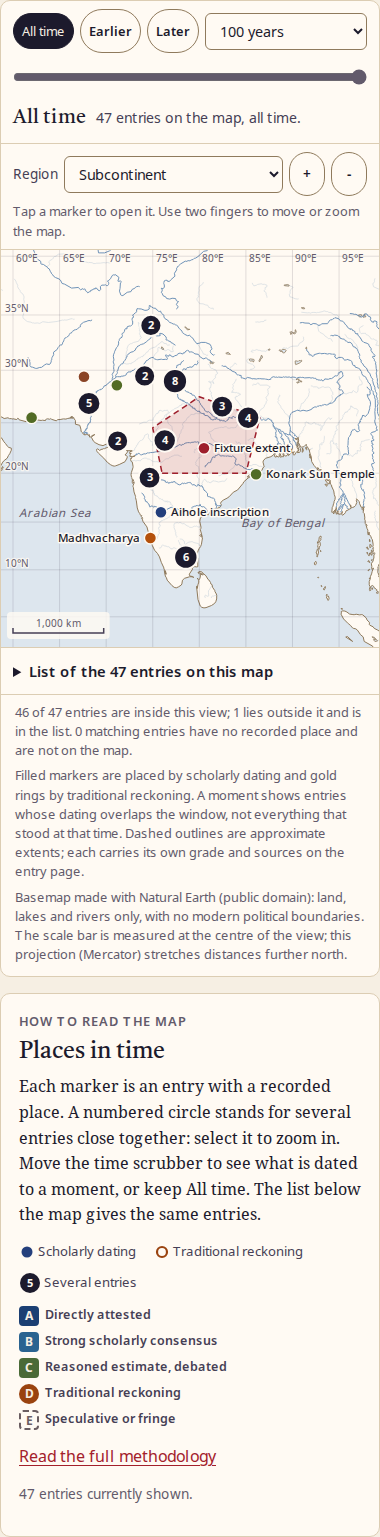 All time Earlier Later 100 years
All time 47 entries on the map, all time.
Region Subcontinent + -
Tap a marker to open it. Use two fingers to move or zoom
the map.
60°E 65°E 70°E 75°E 80°E 85°E 90°E 95°E
35°N
2
30°N
2 8
5 3
4
2 4 Fixture extent
20°N
3 Konark Sun Temple
Arabian Sea Aihole inscription
Bay of Bengal
Madhvacharya
6
10°N
1,000 km
▶ List of the 47 entries on this map
46 of 47 entries are inside this view; 1 lies outside it and is
in the list. 0 matching entries have no recorded place and
are not on the map.
Filled markers are placed by scholarly dating and gold
rings by traditional reckoning. A moment shows entries
whose dating overlaps the window, not everything that
stood at that time. Dashed outlines are approximate
extents; each carries its own grade and sources on the
entry page.
Basemap made with Natural Earth (public domain): land,
lakes and rivers only, with no modern political boundaries.
The scale bar is measured at the centre of the view; this
projection (Mercator) stretches distances further north.
HOW TO READ THE MAP
Places in time
Each marker is an entry with a recorded
place. A numbered circle stands for several
entries close together: select it to zoom in.
Move the time scrubber to see what is dated
to a moment, or keep All time. The list below
the map gives the same entries.
Scholarly dating Traditional reckoning
5 Several entries
A Directly attested
B Strong scholarly consensus
C Reasoned estimate, debated
D Traditional reckoning
E Speculative or fringe
Read the full methodology
47 entries currently shown.